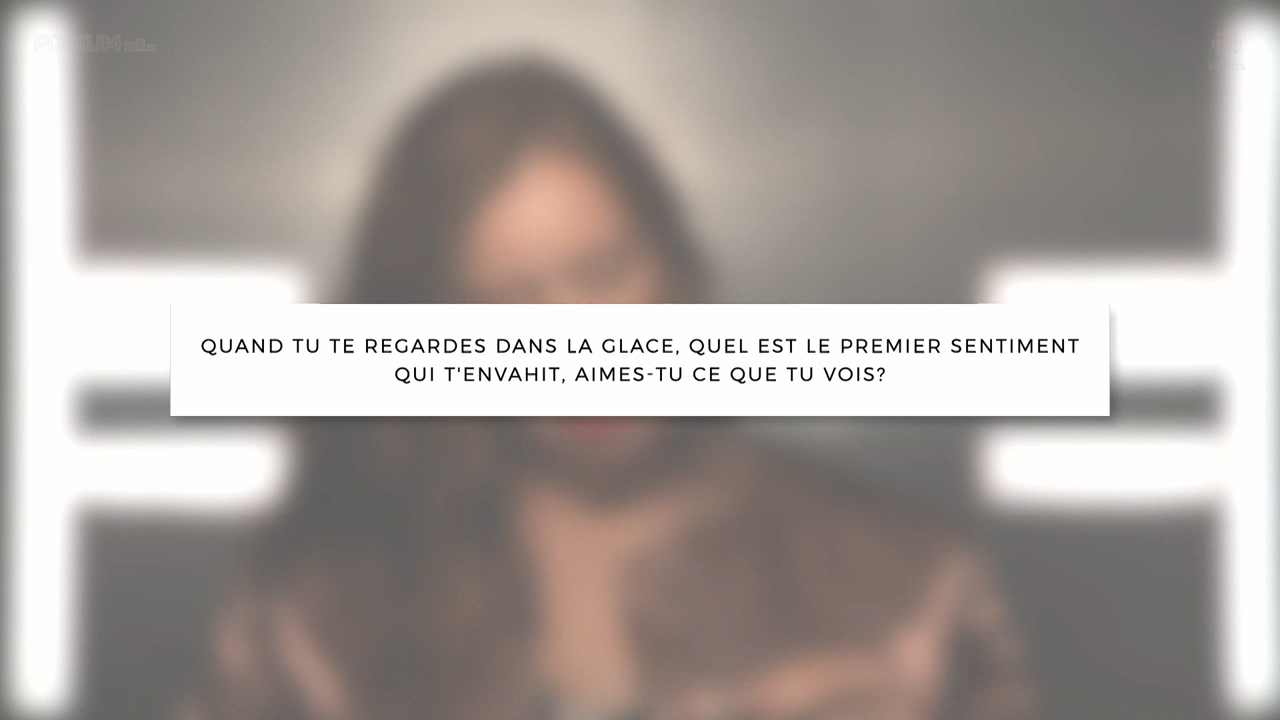 PODIUM
QUAND TU TE REGARDES DANS LA GLACE, QUEL EST LE PREMIER SENTIMENT
QUI T'ENVAHIT, AIMES-TU CE QUE TU VOIS?